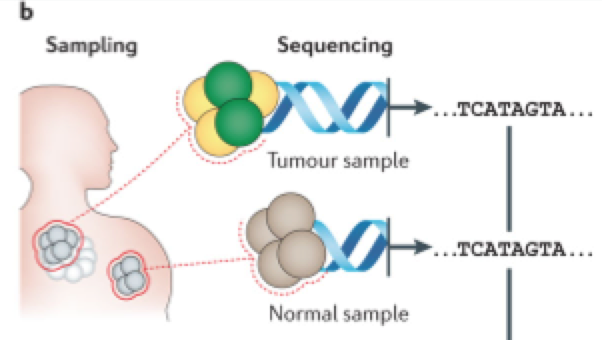 b
Sampling
Sequencing
...TCATAGTA...
Tumour sample
...TCATAGTA...
Normal sample